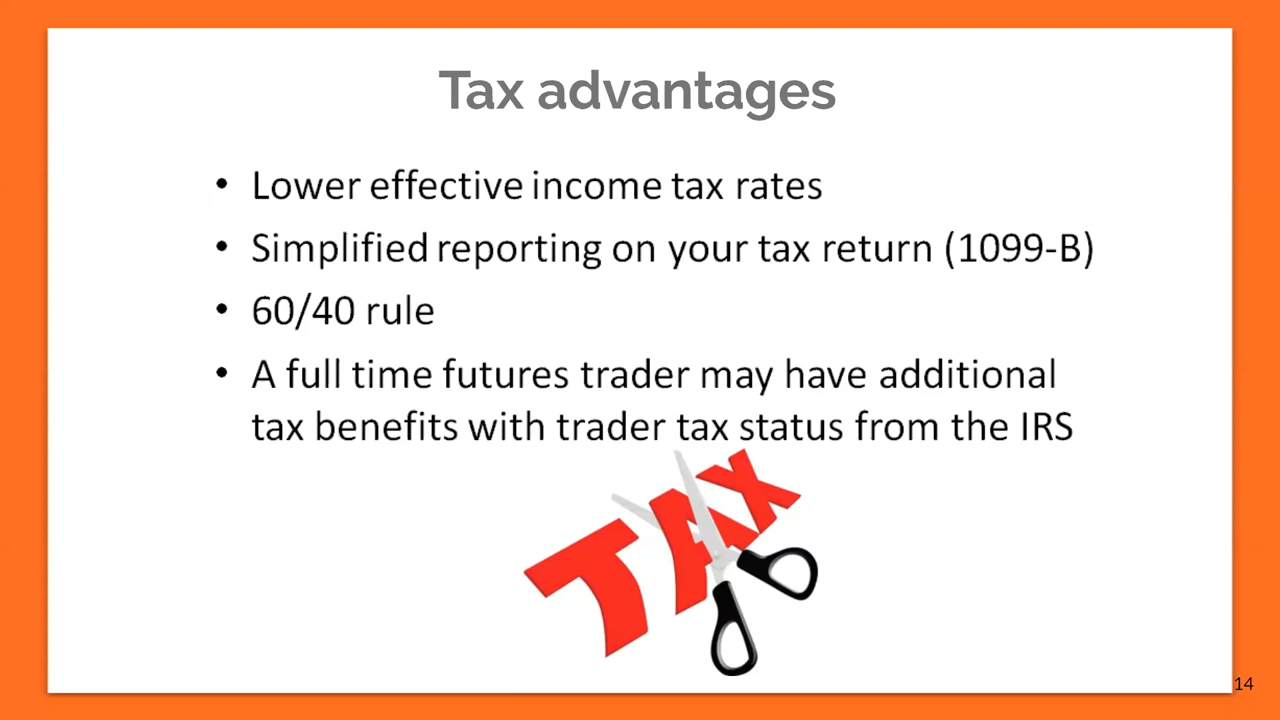 Tax advantages
• Lower effective income tax rates
• Simplified reporting on your tax return (1099-B)
• 60/40 rule
• A full time futures trader may have additional
tax benefits with trader tax status from the IRS
TAX
14